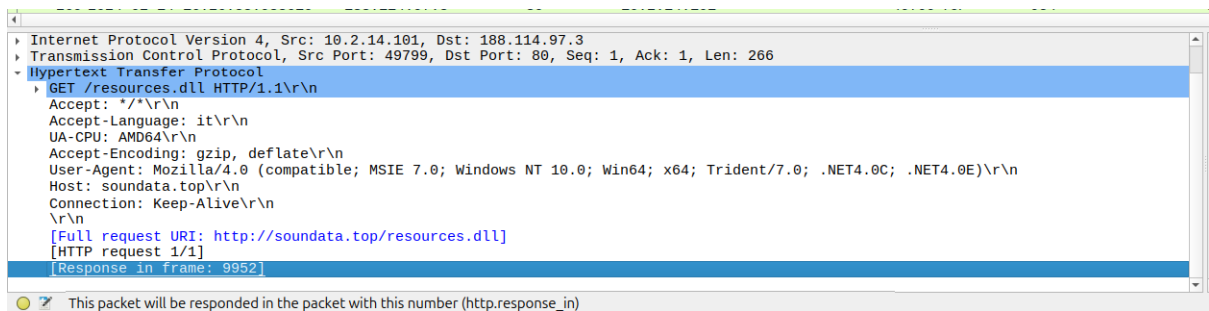 Internet Protocol Version 4, Src: 10.2.14.101, Dst: 188.114.97.3
Transmission Control Protocol, Src Port: 49799, Dst Port: 80, Seq: 1, Ack: 1, Len: 266
Hypertext Transfer Protocol
GET /resources.dll HTTP/1.1\r\n
Accept: */*\r\n
Accept-Language: it\r\n
UA-CPU: AMD64\r\n
Accept-Encoding: gzip, deflate\r\n
User-Agent: Mozilla/4.0 (compatible; MSIE 7.0; Windows NT 10.0; Win64; x64; Trident/7.0; .NET4.0C; .NET4.0E)\r\n
Host: soundata.top\r\n
Connection: Keep-Alive\r\n
\r\n
[Full request URI: http://soundata.top/resources.dll]
[HTTP request 1/1]
[Response in frame: 9952]
This packet will be responded in the packet with this number (http.response_in)